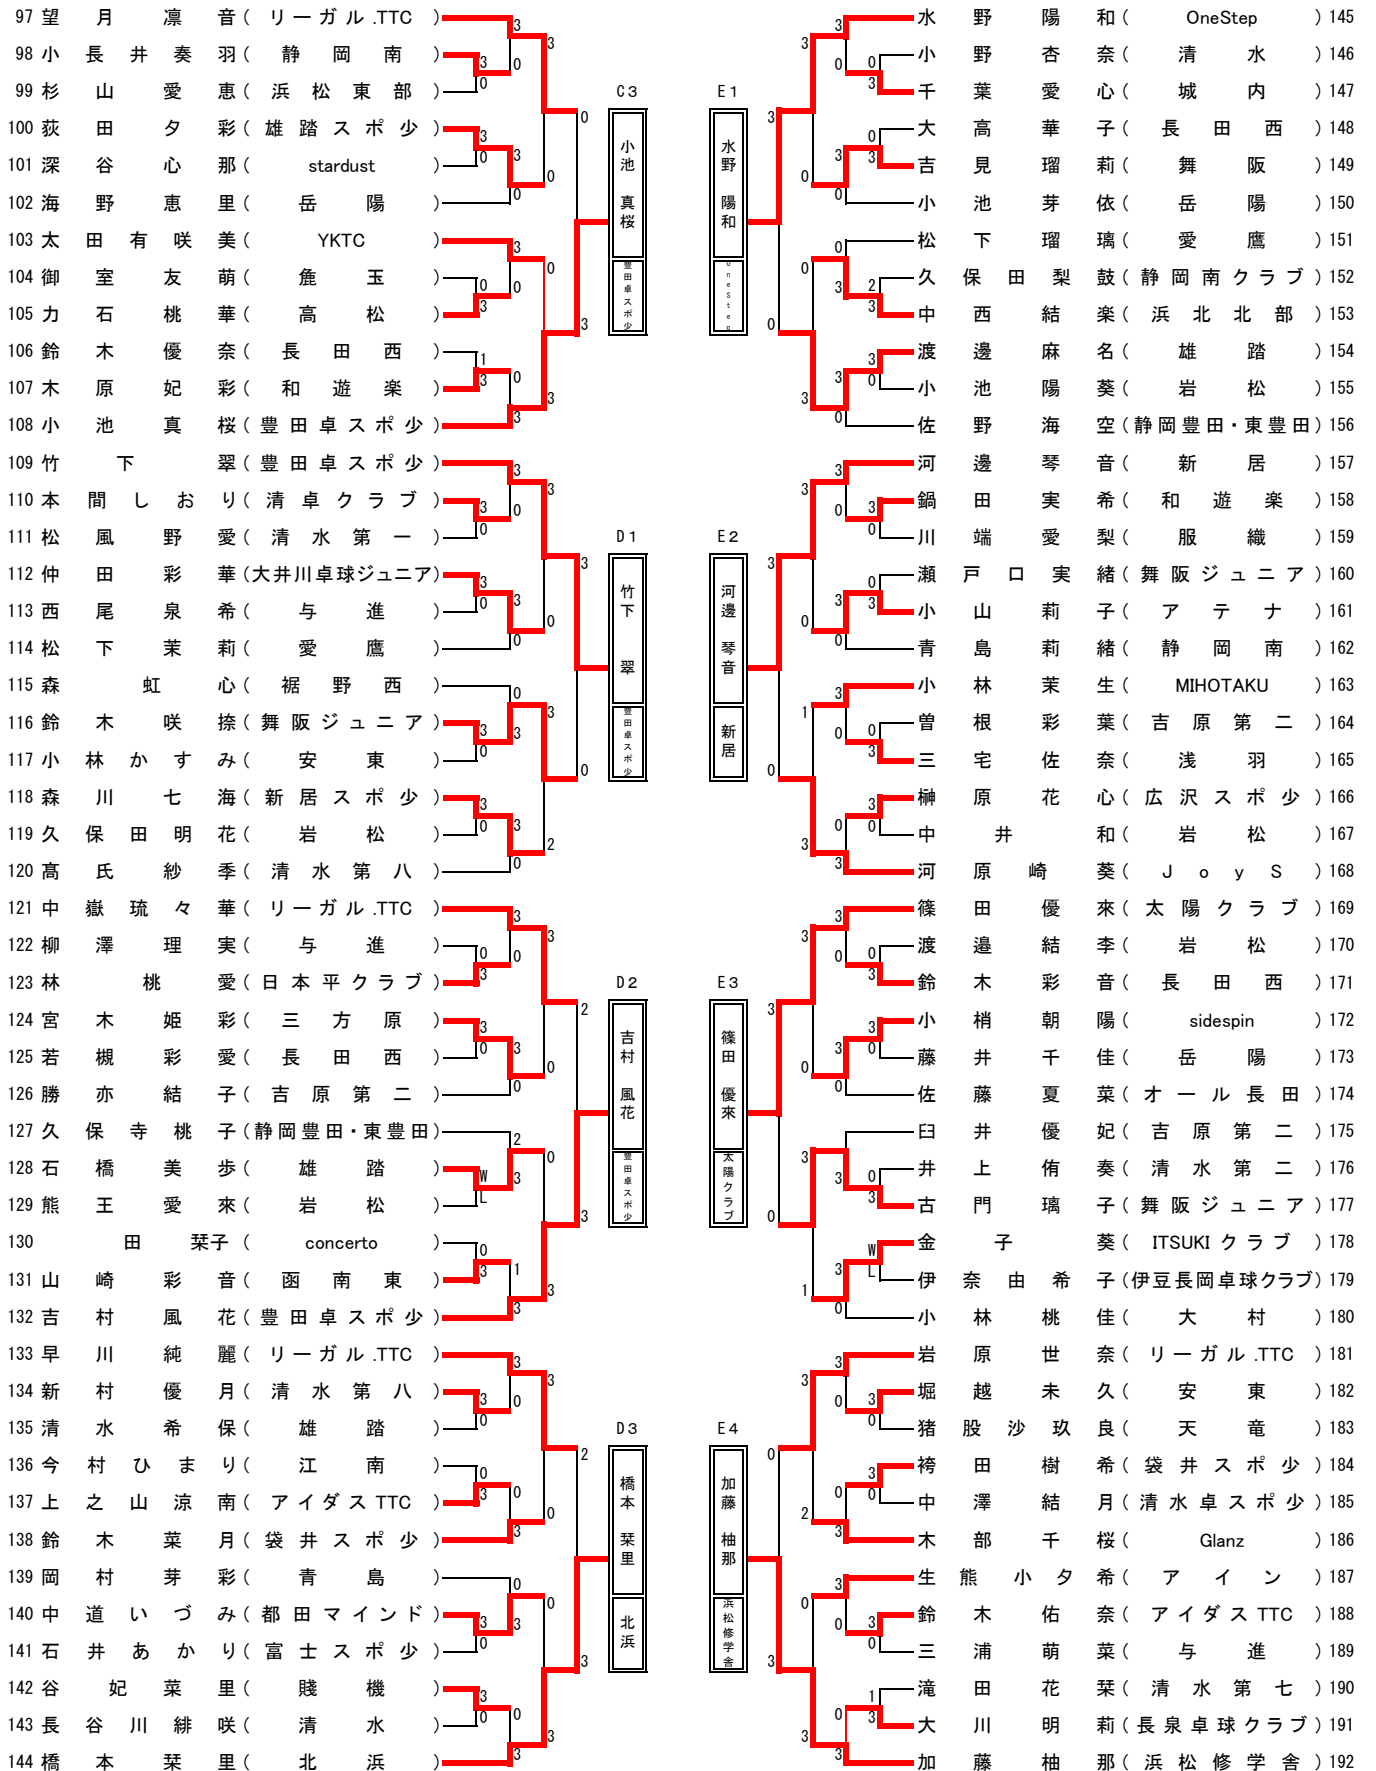 97 望月凛音(リーガル.TTC)
98 小長井奏羽(静岡南)
99 杉山愛恵(浜松東部)
100 荻田夕彩(雄踏スポ少)
101 深谷心那(stardust)
102 海野恵里(岳陽)
103 太田有咲美(YKTC)
104 御室友萌(麁玉)
105 力石桃華(高松)
106 鈴木優奈(長田西)
107 木原妃彩(和遊楽)
108 小池真桜(豊田卓スポ少)
C3
小池 真桜
豊田卓スポ少
109 竹下翠(豊田卓スポ少)
110 本間しおり(清卓クラブ)
111 松風野愛(清水第一)
112 仲田彩華(大井川卓球ジュニア)
113 西尾泉希(与進)
114 松下茉莉(愛鷹)
115 森虹心(裾野西)
116 鈴木咲捺(舞阪ジュニア)
117 小林かすみ(安東)
118 森川七海(新居スポ少)
119 久保田明花(岩松)
120 髙氏紗季(清水第八)
D1
竹下 翠
豊田卓スポ少
121 中嶽琉々華(リーガル.TTC)
122 柳澤理実(与進)
123 林桃愛(日本平クラブ)
124 宮木姫彩(三方原)
125 若槻彩愛(長田西)
126 勝亦結子(吉原第二)
127 久保寺桃子(静岡豊田・東豊田)
128 石橋美歩(雄踏)
129 熊王愛來(岩松)
130 田栞子(concerto)
131 山崎彩音(函南東)
132 吉村風花(豊田卓スポ少)
D2
吉村 風花
豊田卓スポ少
133 早川純麗(リーガル.TTC)
134 新村優月(清水第八)
135 清水希保(雄踏)
136 今村ひまり(江南)
137 上之山涼南(アイダスTTC)
138 鈴木菜月(袋井スポ少)
139 岡村芽彩(青島)
140 中道いづみ(都田マインド)
141 石井あかり(富士スポ少)
142 谷妃菜里(賤機)
143 長谷川緋咲(清水)
144 橋本栞里(北浜)
D3
橋本 栞里
北浜
水野陽和(OneStep)145
小野杏奈(清水)146
千葉愛心(城内)147
大高華子(長田西)148
吉見瑠莉(舞阪)149
小池芽依(岳陽)150
松下瑠璃(愛鷹)151
久保田梨鼓(静岡南クラブ)152
中西結楽(浜北北部)153
渡邊麻名(雄踏)154
小池陽葵(岩松)155
佐野海空(静岡豊田・東豊田)156
E1
水野 陽和
OneStep
河邊琴音(新居)157
鍋田実希(和遊楽)158
川端愛梨(服織)159
瀬戸口実緒(舞阪ジュニア)160
小山莉子(アテナ)161
青島莉緒(静岡南)162
小林茉生(MIHOTAKU)163
曽根彩葉(吉原第二)164
三宅佐奈(浅羽)165
榊原花心(広沢スポ少)166
中井和(岩松)167
河原崎葵(JoyS)168
E2
河邊 琴音
新居
篠田優來(太陽クラブ)169
渡邉結李(岩松)170
鈴木彩音(長田西)171
小梢朝陽(sidespin)172
藤井千佳(岳陽)173
佐藤夏菜(オール長田)174
臼井優妃(吉原第二)175
井上侑奏(清水第二)176
古門璃子(舞阪ジュニア)177
金子葵(ITSUKIクラブ)178
伊奈由希子(伊豆長岡卓球クラブ)179
小林桃佳(大村)180
E3
篠田 優來
太陽クラブ
岩原世奈(リーガル.TTC)181
堀越未久(安東)182
猪股沙玖良(天竜)183
袴田樹希(袋井スポ少)184
中澤結月(清水卓スポ少)185
木部千桜(Glanz)186
生熊小夕希(アイン)187
鈴木佑奈(アイダスTTC)188
三浦萌菜(与進)189
滝田花栞(清水第七)190
大川明莉(長泉卓球クラブ)191
加藤柚那(浜松修学舎)192
E4
加藤 柚那
浜松修学舎